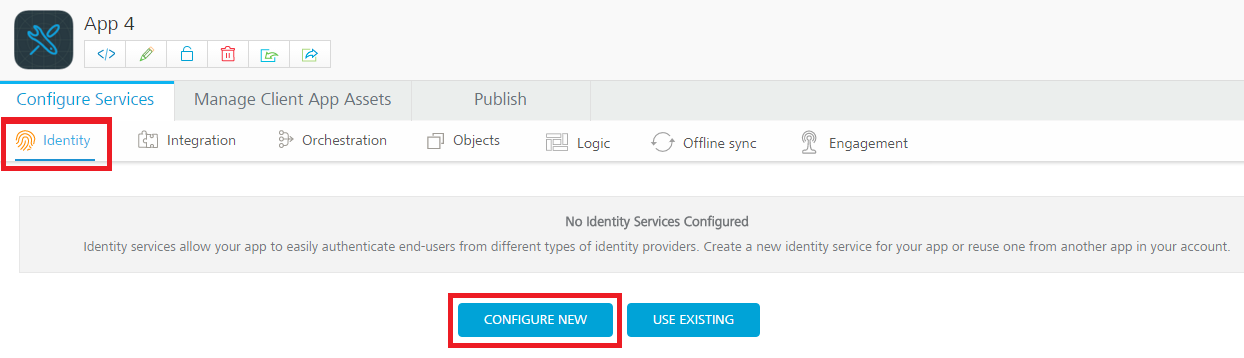 App 4
</>
Configure Services Manage Client App Assets Publish
Identity Integration Orchestration Objects Logic Offline sync Engagement
No Identity Services Configured
Identity services allow your app to easily authenticate end-users from different types of identity providers. Create a new identity service for your app or reuse one from another app in your account.
CONFIGURE NEW USE EXISTING